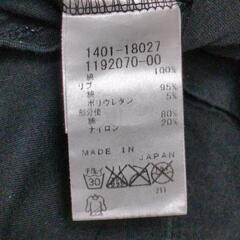 1401-18027
1192070-00
綿 100%
リブ
綿 95%
ポリウレタン 5%
部分使
綿 80%
ナイロン 20%
MADE IN JAPAN
30